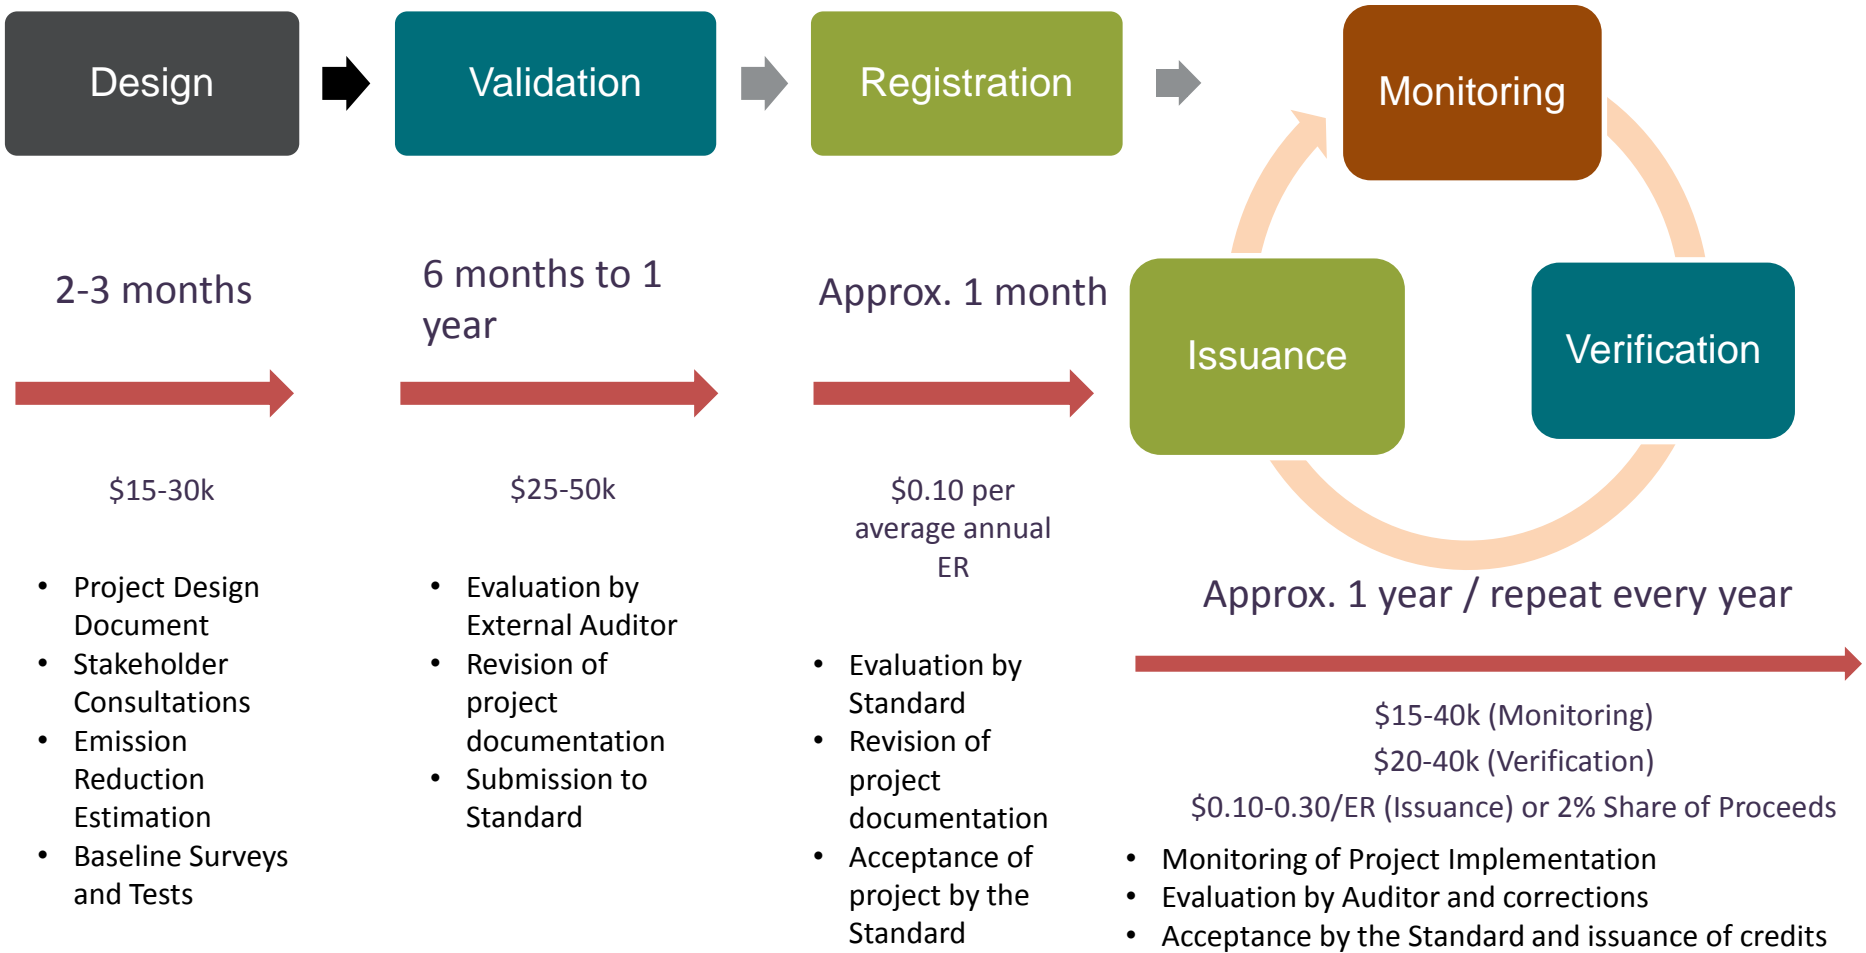 Design
Validation
Registration
Monitoring
Verification
Issuance
2-3 months
6 months to 1
year
Approx. 1 month
$15-30k
$25-50k
$0.10 per
average annual
ER
• Project Design
Document
• Stakeholder
Consultations
• Emission
Reduction
Estimation
• Baseline Surveys
and Tests
• Evaluation by
External Auditor
• Revision of
project
documentation
• Submission to
Standard
• Evaluation by
Standard
• Revision of
project
documentation
• Acceptance of
project by the
Standard
Approx. 1 year / repeat every year
$15-40k (Monitoring)
$20-40k (Verification)
$0.10-0.30/ER (Issuance) or 2% Share of Proceeds
• Monitoring of Project Implementation
• Evaluation by Auditor and corrections
• Acceptance by the Standard and issuance of credits